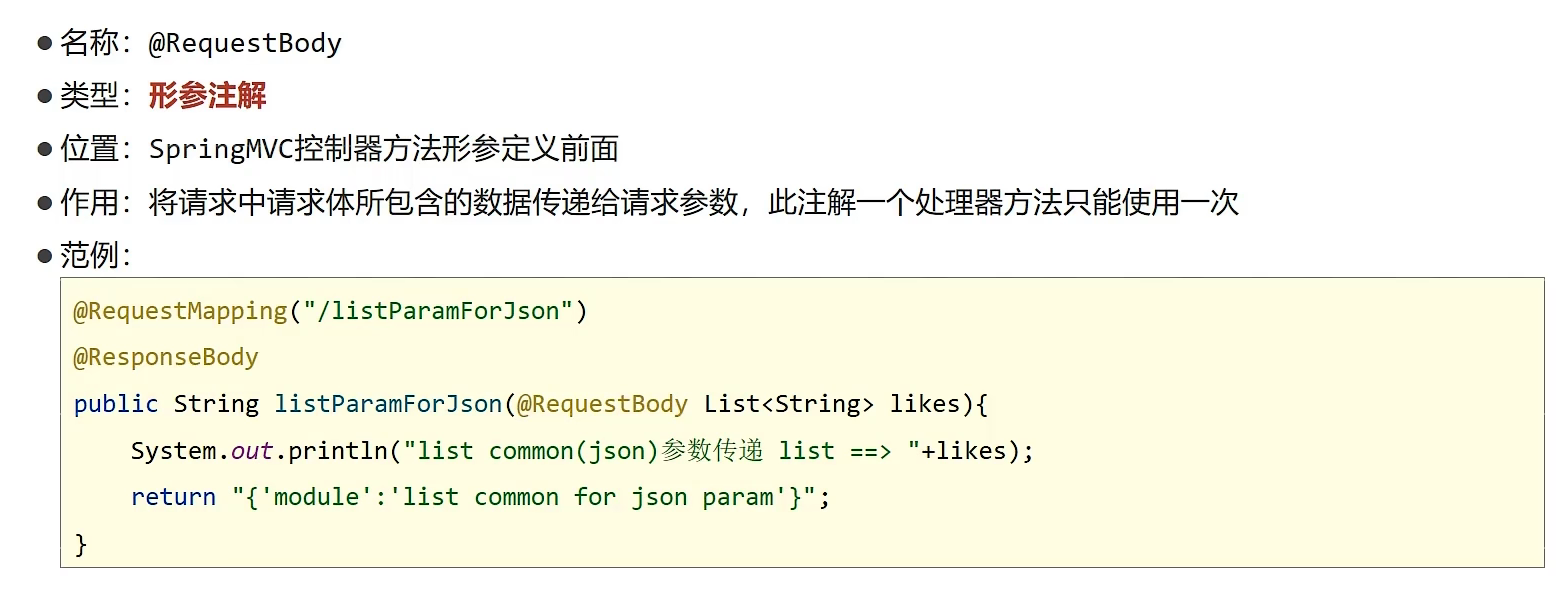 ● 名称：@RequestBody
● 类型：形参注解
● 位置：SpringMVC控制器方法形参定义前面
● 作用：将请求中请求体所包含的数据传递给请求参数，此注解一个处理器方法只能使用一次
● 范例：
@RequestMapping("/listParamForJson")
@ResponseBody
public String listParamForJson(@RequestBody List<String> likes){
    System.out.println("list common(json)参数传递 list ==> "+likes);
    return "{'module':'list common for json param'}";
}